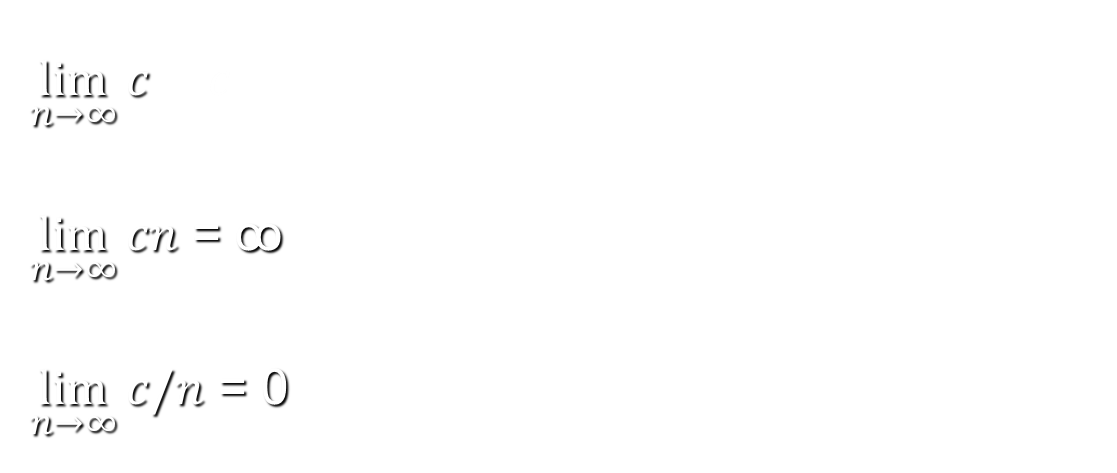 lim n→∞ c
lim n→∞ cn = ∞
lim n→∞ c/n = 0